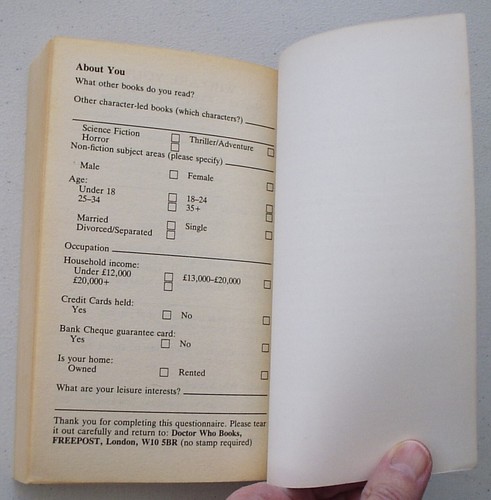 About You
What other books do you read?
Other character-led books (which characters?)
Science Fiction Thriller/Adventure
Horror
Non-fiction subject areas (please specify)
Male Female
Age:
Under 18 18–24
25–34 35+
Married Single
Divorced/Separated
Occupation
Household income:
Under £12,000 £13,000–£20,000
£20,000+
Credit Cards held:
Yes No
Bank Cheque guarantee card:
Yes No
Is your home:
Owned Rented
What are your leisure interests?
Thank you for completing this questionnaire. Please tear
it out carefully and return to: Doctor Who Books,
FREEPOST, London, W10 5BR (no stamp required)